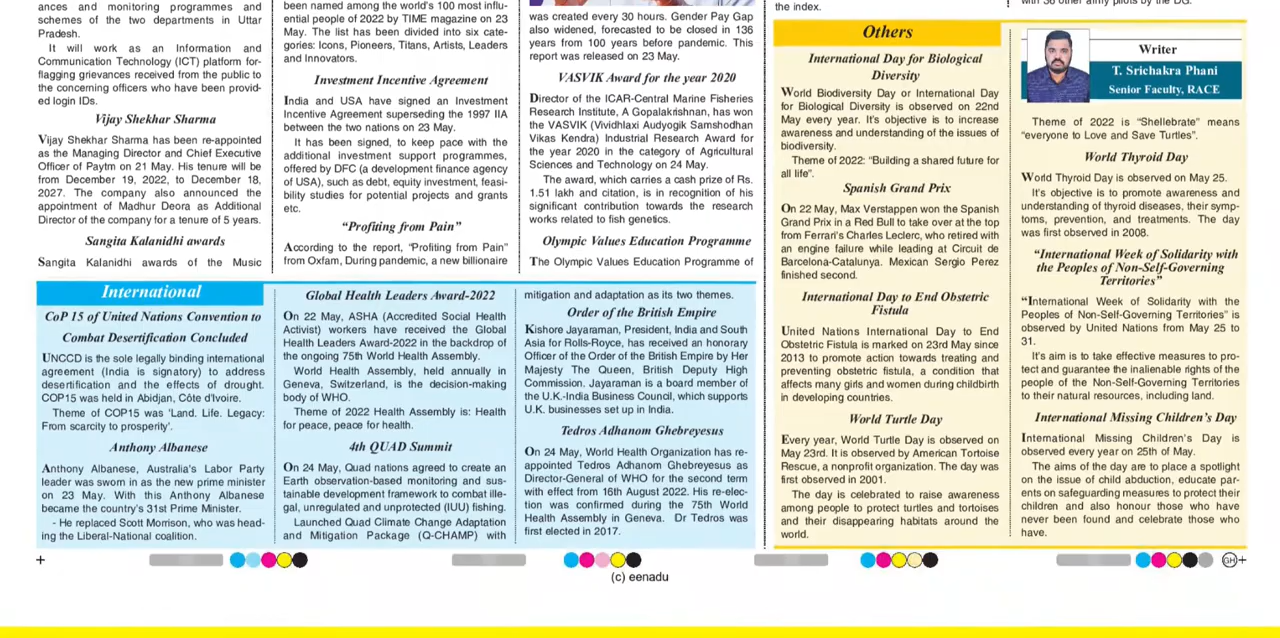 ances and monitoring programmes and
schemes of the two departments in Uttar
Pradesh.
It will work as an Information and
Communication Technology (ICT) platform for-
flagging grievances received from the public to
the concerning officers who have been provid-
ed login IDs.
Vijay Shekhar Sharma
Vijay Shekhar Sharma has been re-appointed
as the Managing Director and Chief Executive
Officer of Paytm on 21 May. His tenure will be
from December 19, 2022, to December 18,
2027. The company also announced the
appointment of Madhur Deora as Additional
Director of the company for a tenure of 5 years.
Sangita Kalanidhi awards
Sangita Kalanidhi awards of the Music
been named among the world's 100 most influ-
ential people of 2022 by TIME magazine on 23
May. The list has been divided into six cate-
gories: Icons, Pioneers, Titans, Artists, Leaders
and Innovators.
Investment Incentive Agreement
India and USA have signed an Investment
Incentive Agreement superseding the 1997 IIA
between the two nations on 23 May.
It has been signed, to keep pace with the
additional investment support programmes,
offered by DFC (a development finance agency
of USA), such as debt, equity investment, feasi-
bility studies for potential projects and grants
etc.
"Profiting from Pain"
According to the report, "Profiting from Pain"
from Oxfam, During pandemic, a new billionaire
was created every 30 hours. Gender Pay Gap
also widened, forecasted to be closed in 136
years from 100 years before pandemic. This
report was released on 23 May.
VASVIK Award for the year 2020
Director of the ICAR-Central Marine Fisheries
Research Institute, A Gopalakrishnan, has won
the VASVIK (Vividhlaxi Audyogik Samshodhan
Vikas Kendra) Industrial Research Award for
the year 2020 in the category of Agricultural
Sciences and Technology on 24 May.
The award, which carries a cash prize of Rs.
1.51 lakh and citation, is in recognition of his
significant contribution towards the research
works related to fish genetics.
Olympic Values Education Programme
The Olympic Values Education Programme of
the index.
International
CoP 15 of United Nations Convention to
Combat Desertification Concluded
UNCCD is the sole legally binding international
agreement (India is signatory) to address
desertification and the effects of drought.
COP15 was held in Abidjan, Côte d'Ivoire.
Theme of COP15 was 'Land. Life. Legacy:
From scarcity to prosperity'.
Anthony Albanese
Anthony Albanese, Australia's Labor Party
leader was sworn in as the new prime minister
on 23 May. With this Anthony Albanese
became the country's 31st Prime Minister.
- He replaced Scott Morrison, who was head-
ing the Liberal-National coalition.
Global Health Leaders Award-2022
On 22 May, ASHA (Accredited Social Health
Activist) workers have received the Global
Health Leaders Award-2022 in the backdrop of
the ongoing 75th World Health Assembly.
World Health Assembly, held annually in
Geneva, Switzerland, is the decision-making
body of WHO.
Theme of 2022 Health Assembly is: Health
for peace, peace for health.
4th QUAD Summit
On 24 May, Quad nations agreed to create an
Earth observation-based monitoring and sus-
tainable development framework to combat ille-
gal, unregulated and unprotected (IUU) fishing.
Launched Quad Climate Change Adaptation
and Mitigation Package (Q-CHAMP) with
mitigation and adaptation as its two themes.
Order of the British Empire
Kishore Jayaraman, President, India and South
Asia for Rolls-Royce, has received an honorary
Officer of the Order of the British Empire by Her
Majesty The Queen, British Deputy High
Commission. Jayaraman is a board member of
the U.K.-India Business Council, which supports
U.K. businesses set up in India.
Tedros Adhanom Ghebreyesus
On 24 May, World Health Organization has re-
appointed Tedros Adhanom Ghebreyesus as
Director-General of WHO for the second term
with effect from 16th August 2022. His re-elec-
tion was confirmed during the 75th World
Health Assembly in Geneva. Dr Tedros was
first elected in 2017.
Others
International Day for Biological
Diversity
World Biodiversity Day or International Day
for Biological Diversity is observed on 22nd
May every year. It's objective is to increase
awareness and understanding of the issues of
biodiversity.
Theme of 2022: "Building a shared future for
all life".
Spanish Grand Prix
On 22 May, Max Verstappen won the Spanish
Grand Prix in a Red Bull to take over at the top
from Ferrari's Charles Leclerc, who retired with
an engine failure while leading at Circuit de
Barcelona-Catalunya. Mexican Sergio Perez
finished second.
International Day to End Obstetric
Fistula
United Nations International Day to End
Obstetric Fistula is marked on 23rd May since
2013 to promote action towards treating and
preventing obstetric fistula, a condition that
affects many girls and women during childbirth
in developing countries.
World Turtle Day
Every year, World Turtle Day is observed on
May 23rd. It is observed by American Tortoise
Rescue, a nonprofit organization. The day was
first observed in 2001.
The day is celebrated to raise awareness
among people to protect turtles and tortoises
and their disappearing habitats around the
world.
with 36 other army pilots by the DG.
Writer
T. Srichakra Phani
Senior Faculty, RACE
Theme of 2022 is "Shellebrate" means
"everyone to Love and Save Turtles".
World Thyroid Day
World Thyroid Day is observed on May 25.
It's objective is to promote awareness and
understanding of thyroid diseases, their symp-
toms, prevention, and treatments. The day
was first observed in 2008.
"International Week of Solidarity with
the Peoples of Non-Self-Governing
Territories"
"International Week of Solidarity with the
Peoples of Non-Self-Governing Territories" is
observed by United Nations from May 25 to
31.
It's aim is to take effective measures to pro-
tect and guarantee the inalienable rights of the
people of the Non-Self-Governing Territories
to their natural resources, including land.
International Missing Children's Day
International Missing Children's Day is
observed every year on 25th of May.
The aims of the day are to place a spotlight
on the issue of child abduction, educate par-
ents on safeguarding measures to protect their
children and also honour those who have
never been found and celebrate those who
have.
GH
(c) eenadu